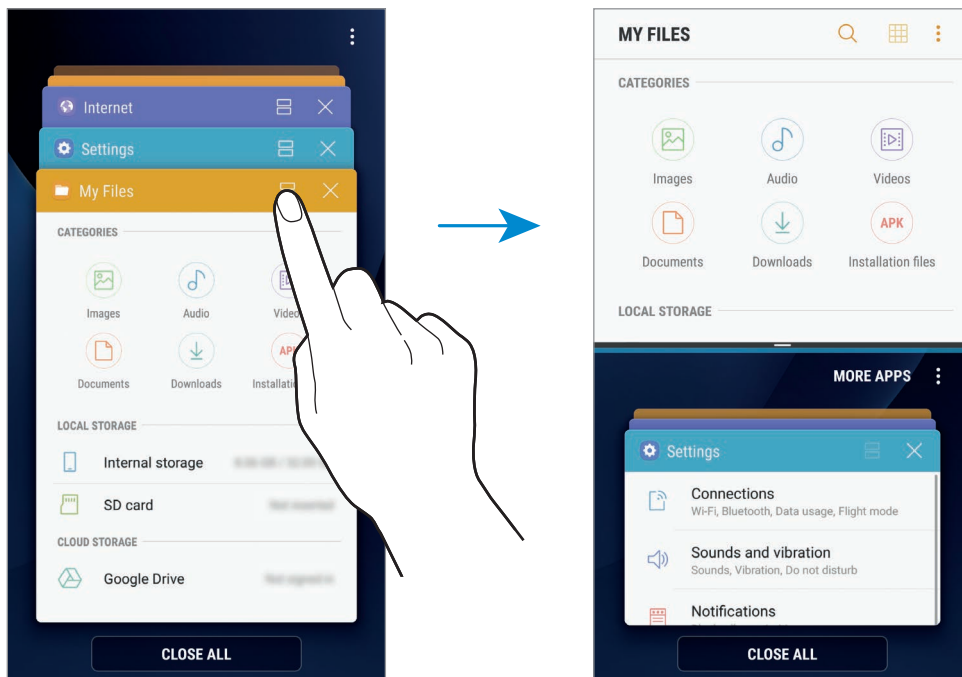 Internet
Settings
My Files
CATEGORIES
Images Audio
Documents Downloads
LOCAL STORAGE
Internal storage
SD card
CLOUD STORAGE
Google Drive
CLOSE ALL
MY FILES
CATEGORIES
Images Audio Videos
APK
Documents Downloads Installation files
LOCAL STORAGE
MORE APPS
Settings
Connections
Wi-Fi, Bluetooth, Data usage, Flight mode
Sounds and vibration
Sounds, Vibration, Do not disturb
Notifications
CLOSE ALL